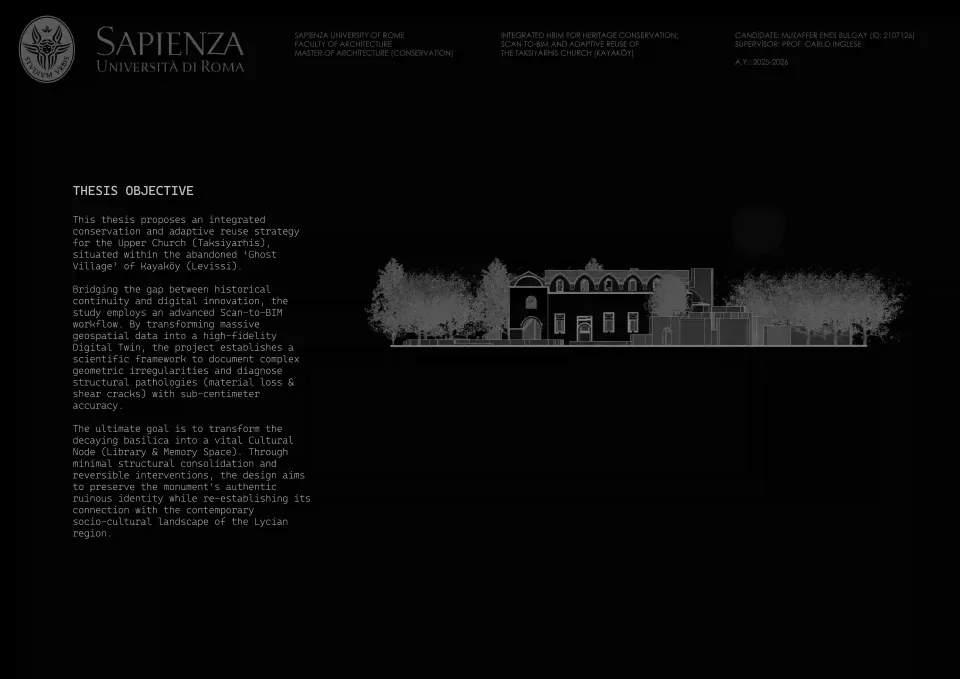 SAPIENZA
UNIVERSITÀ DI ROMA
STVDIVM VRBIS
SAPIENZA UNIVERSITY OF ROME
FACULTY OF ARCHITECTURE
MASTER OF ARCHITECTURE (CONSERVATION)
INTEGRATED HBIM FOR HERITAGE CONSERVATION;
SCAN-TO-BIM AND ADAPTIVE REUSE OF
THE TAKSIYARHIS CHURCH (KAYAKÖY)
CANDIDATE: MUZAFFER ENES BULGAY (ID: 2107126)
SUPERVISOR: PROF. CARLO INGLESE
A.Y.: 2025-2026
THESIS OBJECTIVE
This thesis proposes an integrated
conservation and adaptive reuse strategy
for the Upper Church (Taksiyarhis),
situated within the abandoned 'Ghost
Village' of Kayaköy (Levissi).
Bridging the gap between historical
continuity and digital innovation, the
study employs an advanced Scan-to-BIM
workflow. By transforming massive
geospatial data into a high-fidelity
Digital Twin, the project establishes a
scientific framework to document complex
geometric irregularities and diagnose
structural pathologies (material loss &
shear cracks) with sub-centimeter
accuracy.
The ultimate goal is to transform the
decaying basilica into a vital Cultural
Node (Library & Memory Space). Through
minimal structural consolidation and
reversible interventions, the design aims
to preserve the monument's authentic
ruinous identity while re-establishing its
connection with the contemporary
socio-cultural landscape of the Lycian
region.